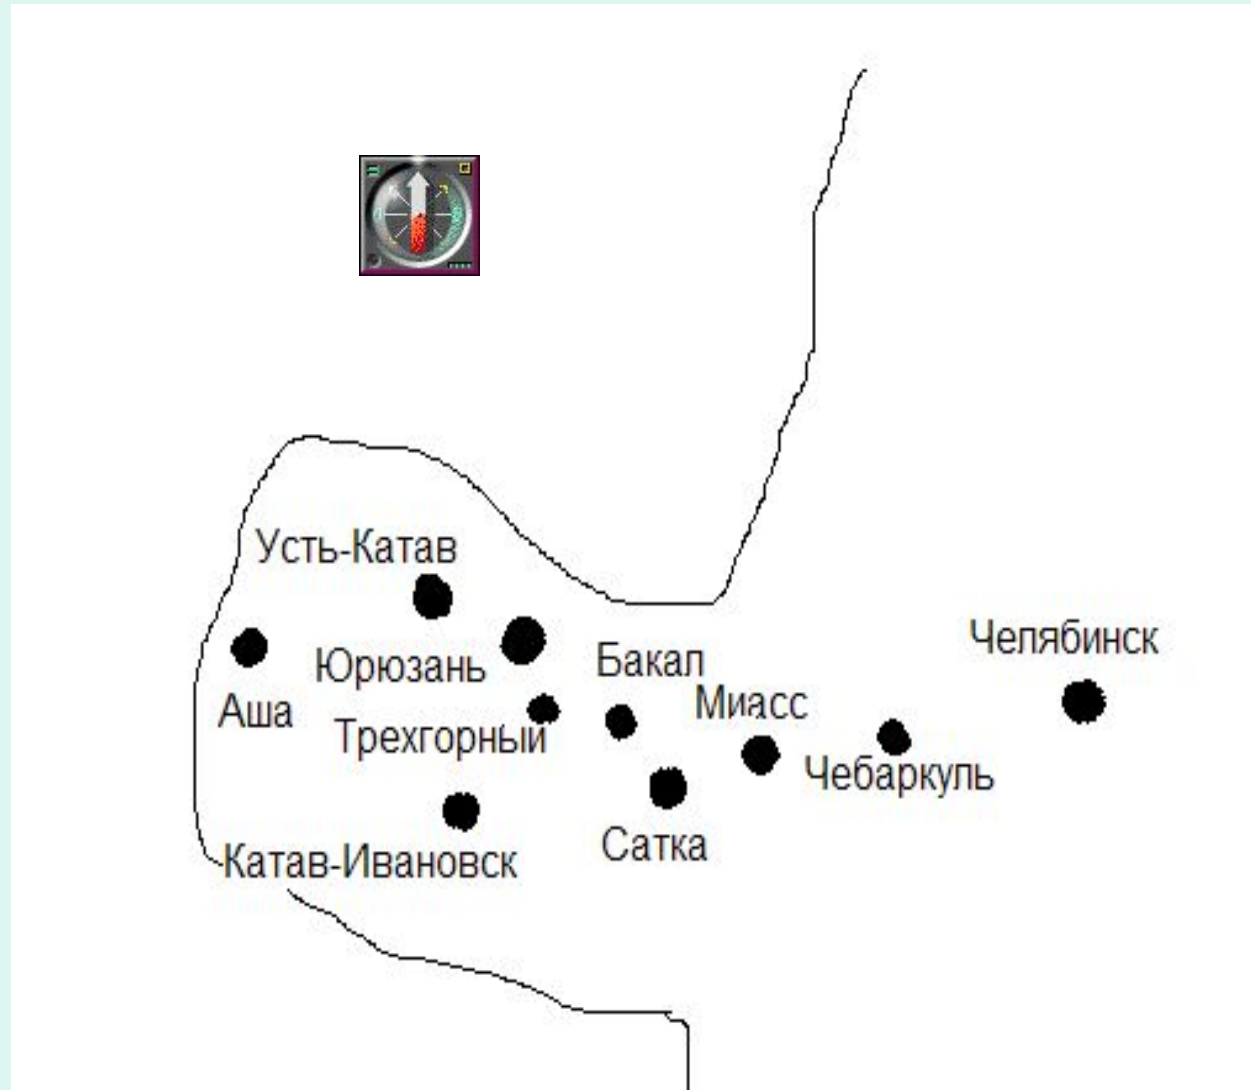 Усть-Катав
Челябинск
Юрюзань
Бакал
Миасс
Аша
Трехгорный
Чебаркуль
Сатка
Катав-Ивановск